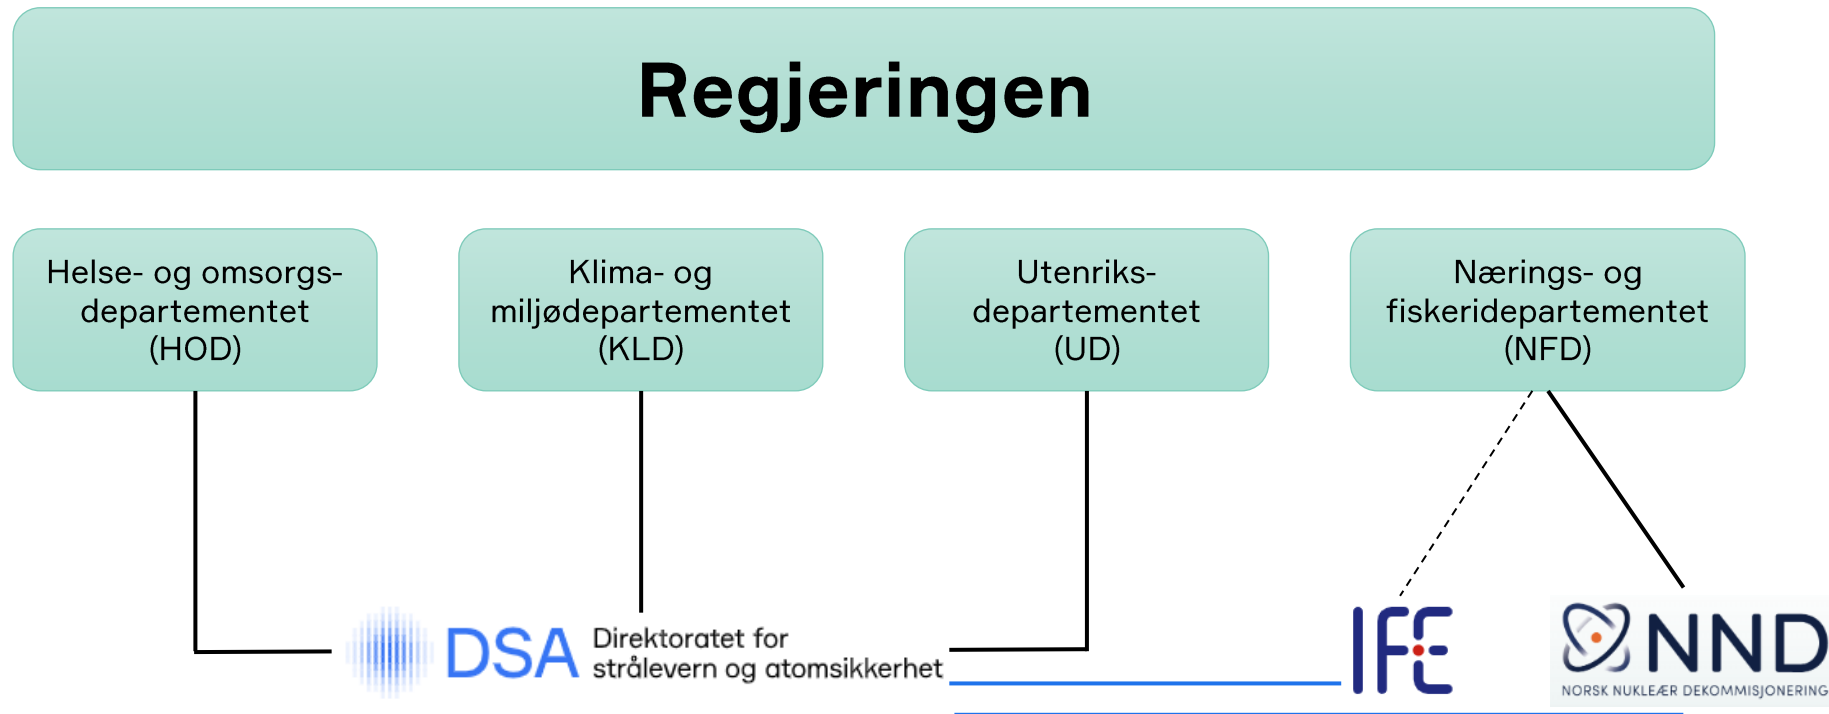 Regjeringen
Helse- og omsorgs-
departementet
(HOD)
Klima- og
miljødepartementet
(KLD)
Utenriks-
departementet
(UD)
Nærings- og
fiskeridepartementet
(NFD)
DSA
Direktoratet for
strålevern og atomsikkerhet
IFE
NND
NORSK NUKLEÆR DEKOMMISJONERING